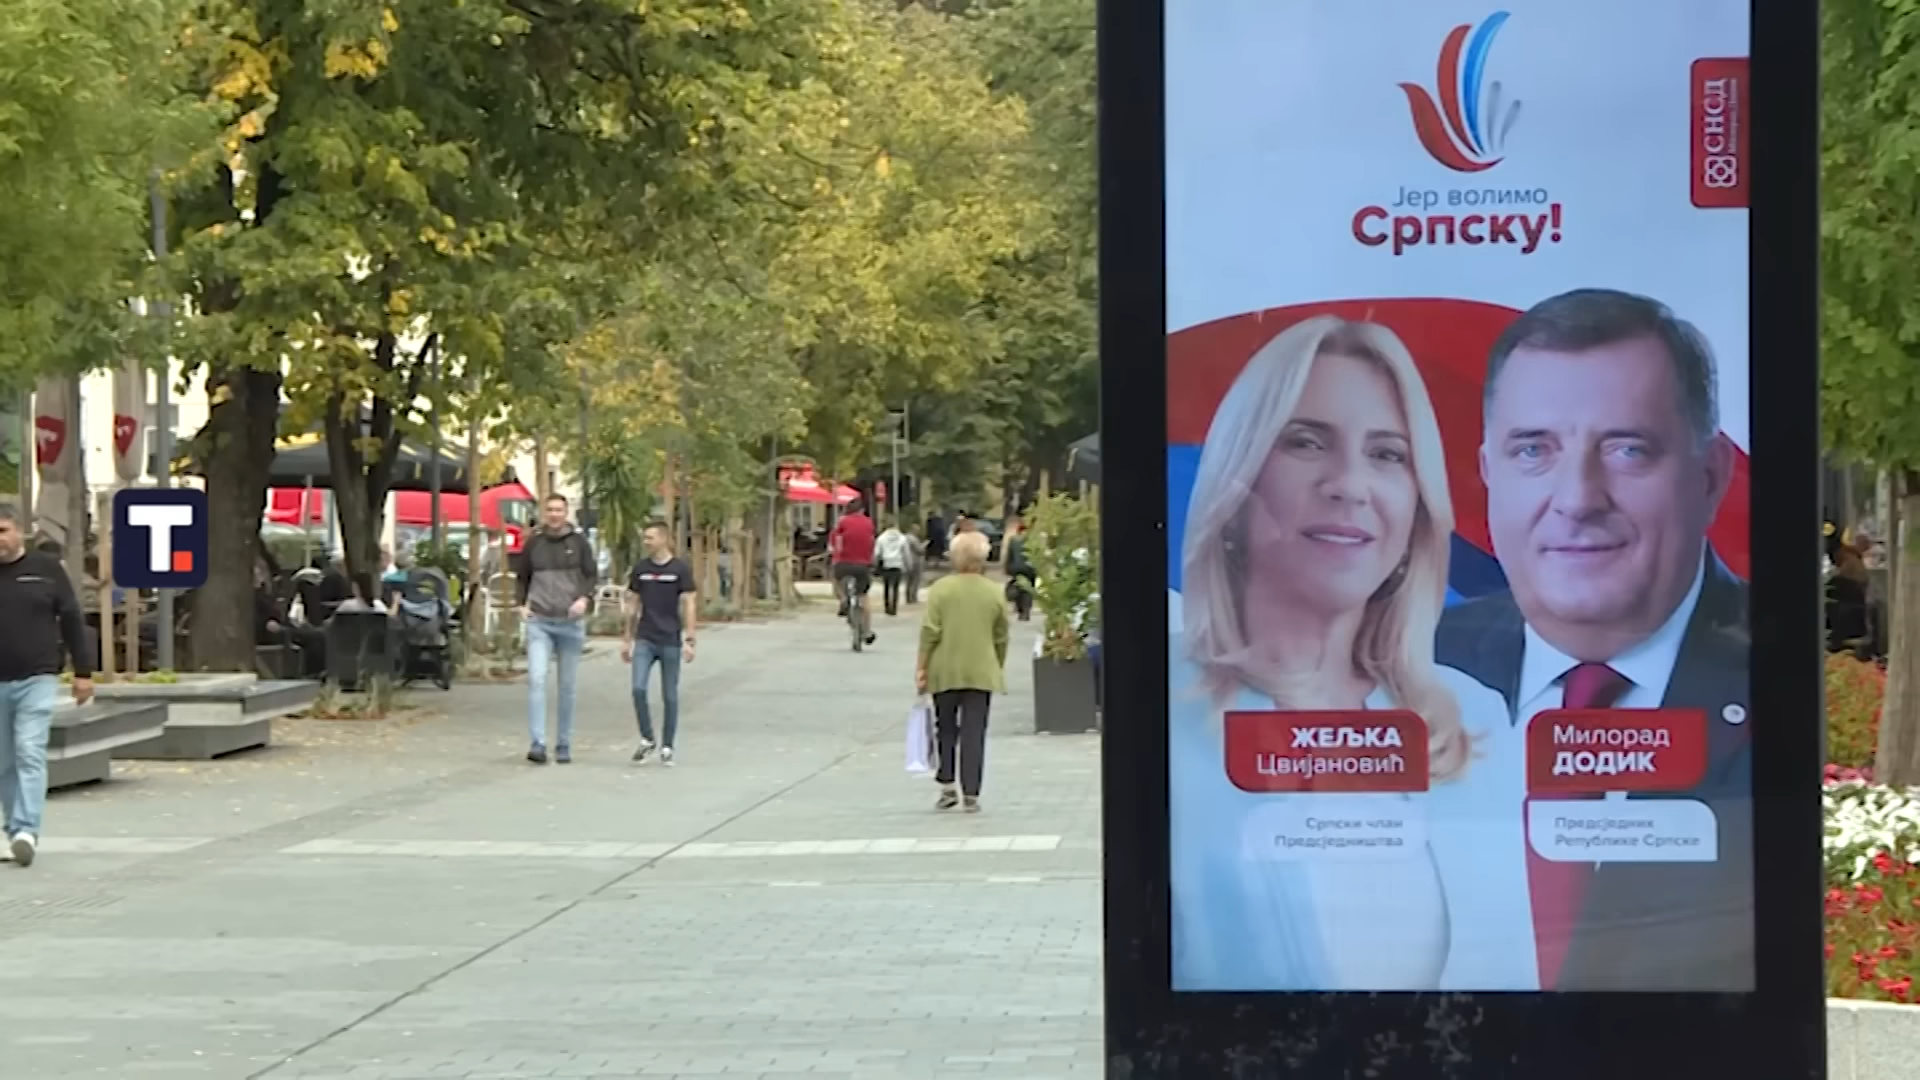 T.
Јер волимо
Српску!
СНСД
ЖЕЉКА
Цвијановић
Српски члан
Предсједништва
Милорад
ДОДИК
Предсједник
Републике Српске